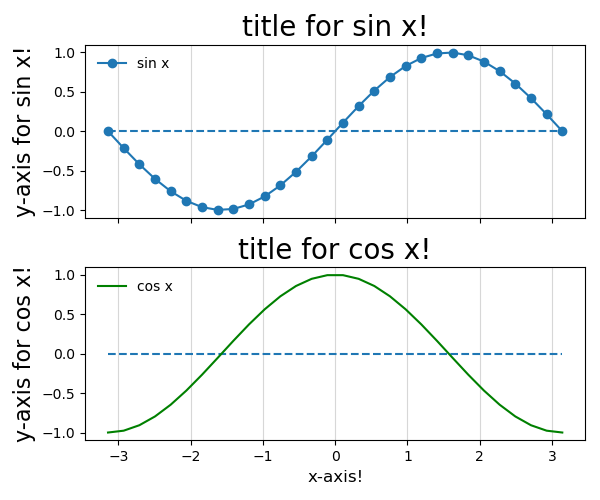 title for sin x!
y-axis for sin x!
1.0
0.5
0.0
−0.5
−1.0
sin x
title for cos x!
y-axis for cos x!
1.0
0.5
0.0
−0.5
−1.0
cos x
−3 −2 −1 0 1 2 3
x-axis!